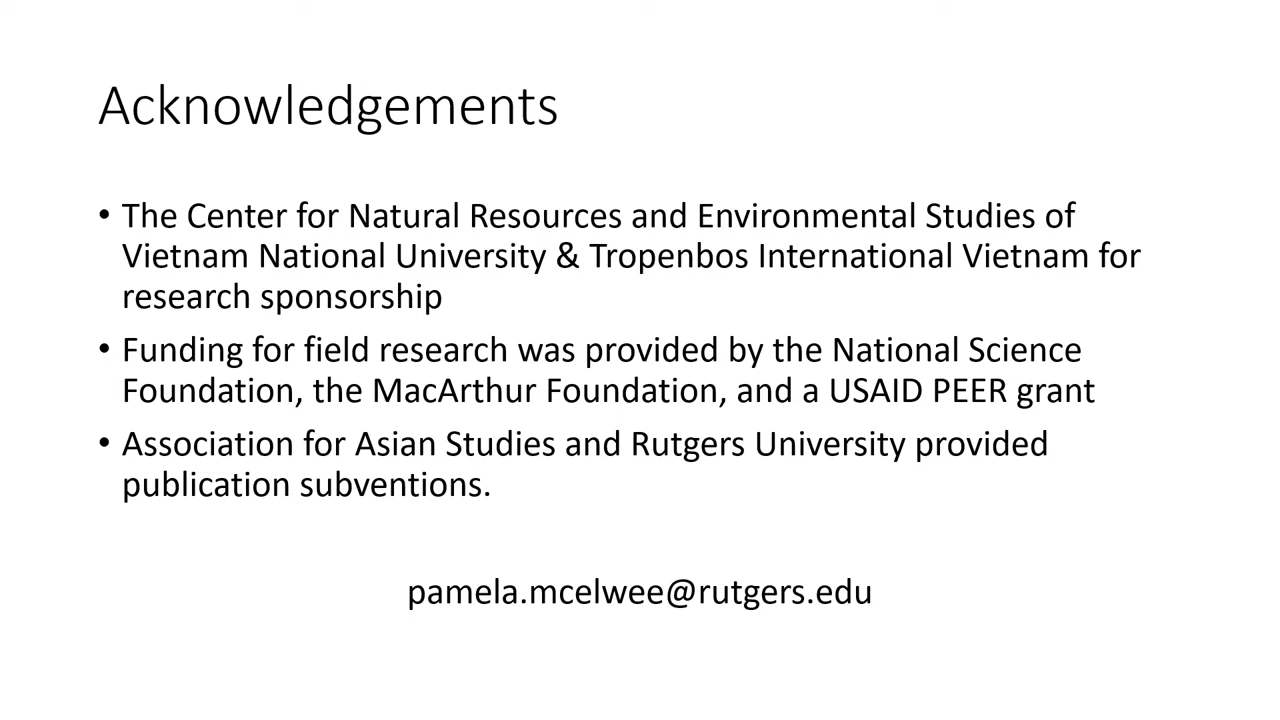 Acknowledgements
• The Center for Natural Resources and Environmental Studies of
Vietnam National University & Tropenbos International Vietnam for
research sponsorship
• Funding for field research was provided by the National Science
Foundation, the MacArthur Foundation, and a USAID PEER grant
• Association for Asian Studies and Rutgers University provided
publication subventions.
pamela.mcelwee@rutgers.edu